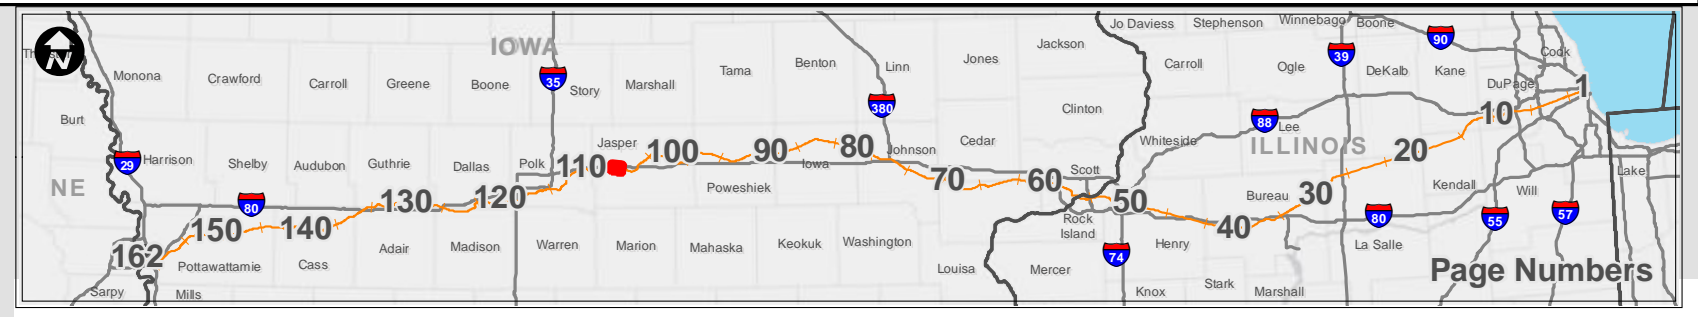 Jo Daviess
Stephenson
Winnebago
Boone
N
IOWA
Jackson
90
39
Cook
Monona
Crawford
Carroll
Greene
Boone
35
Story
Marshall
Tama
Benton
Linn
Jones
Carroll
Ogle
DeKalb
Kane
DuPage
1
Burt
380
Clinton
88
Lee
10
Whiteside
ILLINOIS
29
Harrison
Shelby
Audubon
Guthrie
Dallas
Polk
110
Jasper
100
90
Iowa
80
Johnson
Cedar
Scott
20
NE
80
130
120
Poweshiek
70
60
50
Bureau
30
Kendall
Will
Lake
162
150
140
Adair
Madison
Warren
Marion
Mahaska
Keokuk
Washington
Rock
Island
74
Henry
40
80
La Salle
55
57
Pottawattamie
Cass
Louisa
Mercer
Stark
Page Numbers
Sarpy
Mills
Knox
Marshall